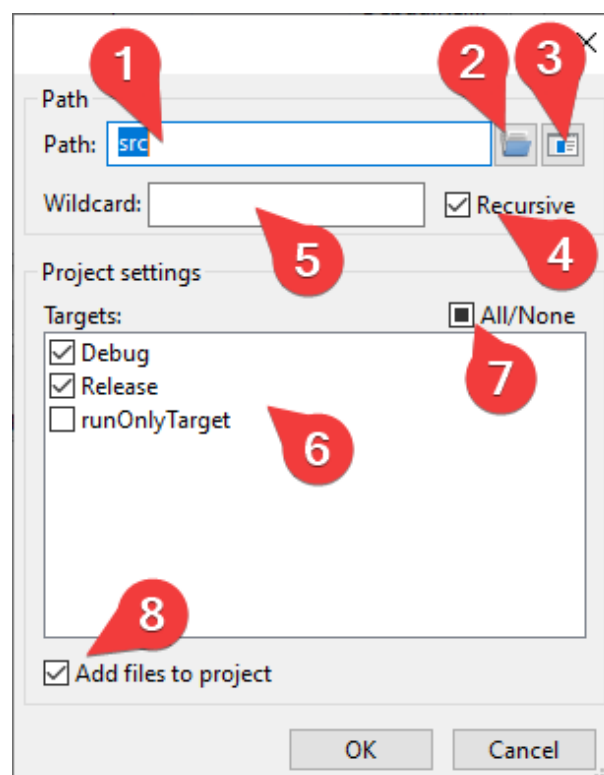 1
2
3
Path
Path: src
Wildcard:
Recursive
5
4
Project settings
Targets:
All/None
Debug
7
Release
runOnlyTarget
6
8
Add files to project
OK
Cancel